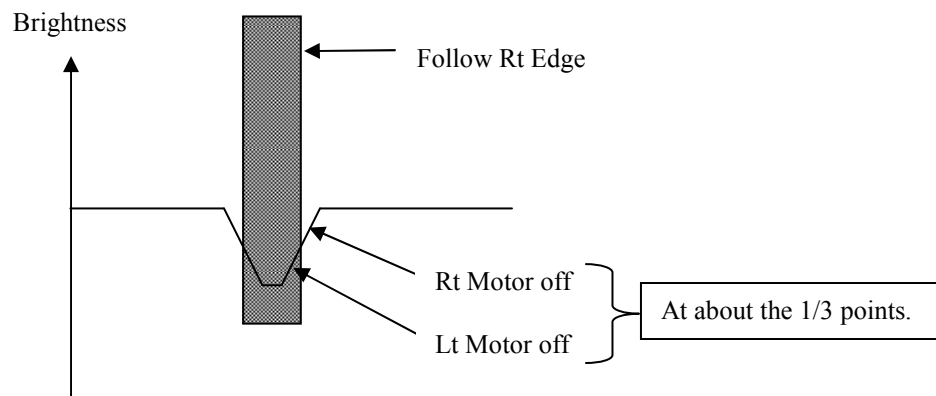 Brightness
Follow Rt Edge
Rt Motor off
At about the 1/3 points.
Lt Motor off